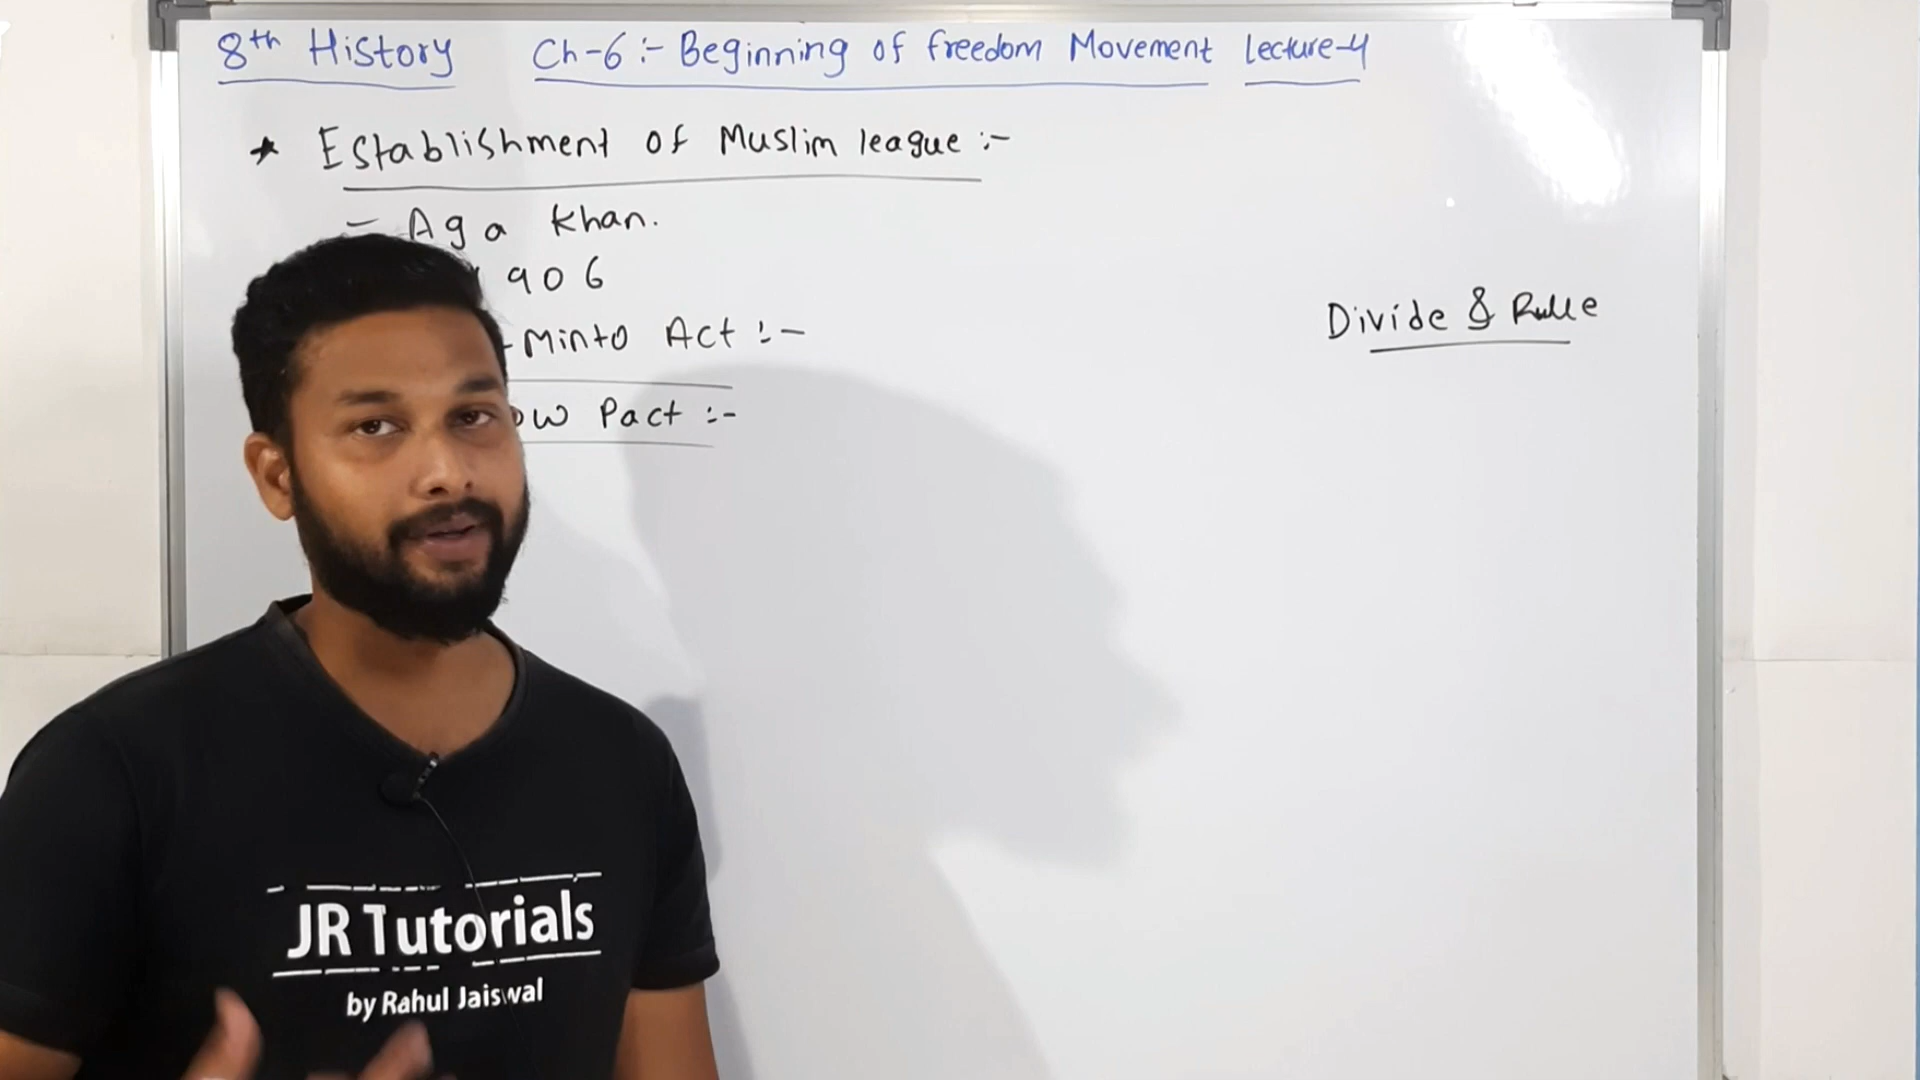 8th History Ch-6:- Beginning of freedom Movement Lecture-4
* Establishment of Muslim league :-
- Aga Khan.
906
Divide & Rule
-Minto Act :-
ow Pact :-
JR Tutorials
by Rahul Jaiswal